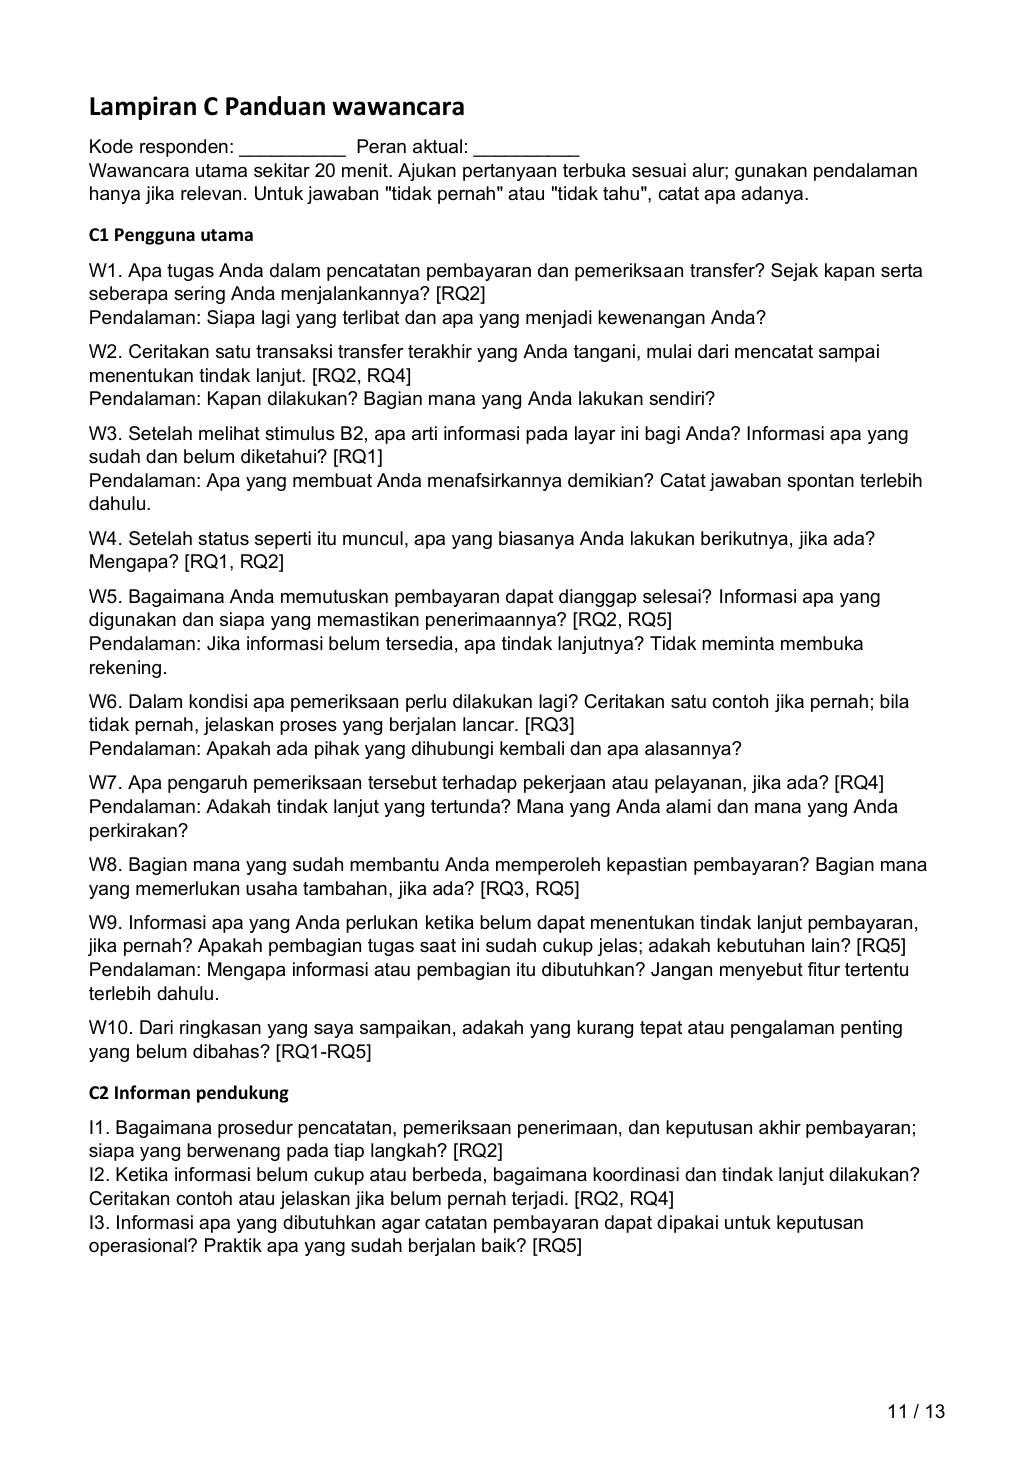 Lampiran C Panduan wawancara
Kode responden: __________ Peran aktual: __________
Wawancara utama sekitar 20 menit. Ajukan pertanyaan terbuka sesuai alur; gunakan pendalaman
hanya jika relevan. Untuk jawaban "tidak pernah" atau "tidak tahu", catat apa adanya.
C1 Pengguna utama
W1. Apa tugas Anda dalam pencatatan pembayaran dan pemeriksaan transfer? Sejak kapan serta
seberapa sering Anda menjalankannya? [RQ2]
Pendalaman: Siapa lagi yang terlibat dan apa yang menjadi kewenangan Anda?
W2. Ceritakan satu transaksi transfer terakhir yang Anda tangani, mulai dari mencatat sampai
menentukan tindak lanjut. [RQ2, RQ4]
Pendalaman: Kapan dilakukan? Bagian mana yang Anda lakukan sendiri?
W3. Setelah melihat stimulus B2, apa arti informasi pada layar ini bagi Anda? Informasi apa yang
sudah dan belum diketahui? [RQ1]
Pendalaman: Apa yang membuat Anda menafsirkannya demikian? Catat jawaban spontan terlebih
dahulu.
W4. Setelah status seperti itu muncul, apa yang biasanya Anda lakukan berikutnya, jika ada?
Mengapa? [RQ1, RQ2]
W5. Bagaimana Anda memutuskan pembayaran dapat dianggap selesai? Informasi apa yang
digunakan dan siapa yang memastikan penerimaannya? [RQ2, RQ5]
Pendalaman: Jika informasi belum tersedia, apa tindak lanjutnya? Tidak meminta membuka
rekening.
W6. Dalam kondisi apa pemeriksaan perlu dilakukan lagi? Ceritakan satu contoh jika pernah; bila
tidak pernah, jelaskan proses yang berjalan lancar. [RQ3]
Pendalaman: Apakah ada pihak yang dihubungi kembali dan apa alasannya?
W7. Apa pengaruh pemeriksaan tersebut terhadap pekerjaan atau pelayanan, jika ada? [RQ4]
Pendalaman: Adakah tindak lanjut yang tertunda? Mana yang Anda alami dan mana yang Anda
perkirakan?
W8. Bagian mana yang sudah membantu Anda memperoleh kepastian pembayaran? Bagian mana
yang memerlukan usaha tambahan, jika ada? [RQ3, RQ5]
W9. Informasi apa yang Anda perlukan ketika belum dapat menentukan tindak lanjut pembayaran,
jika pernah? Apakah pembagian tugas saat ini sudah cukup jelas; adakah kebutuhan lain? [RQ5]
Pendalaman: Mengapa informasi atau pembagian itu dibutuhkan? Jangan menyebut fitur tertentu
terlebih dahulu.
W10. Dari ringkasan yang saya sampaikan, adakah yang kurang tepat atau pengalaman penting
yang belum dibahas? [RQ1-RQ5]
C2 Informan pendukung
I1. Bagaimana prosedur pencatatan, pemeriksaan penerimaan, dan keputusan akhir pembayaran;
siapa yang berwenang pada tiap langkah? [RQ2]
I2. Ketika informasi belum cukup atau berbeda, bagaimana koordinasi dan tindak lanjut dilakukan?
Ceritakan contoh atau jelaskan jika belum pernah terjadi. [RQ2, RQ4]
I3. Informasi apa yang dibutuhkan agar catatan pembayaran dapat dipakai untuk keputusan
operasional? Praktik apa yang sudah berjalan baik? [RQ5]
11 / 13